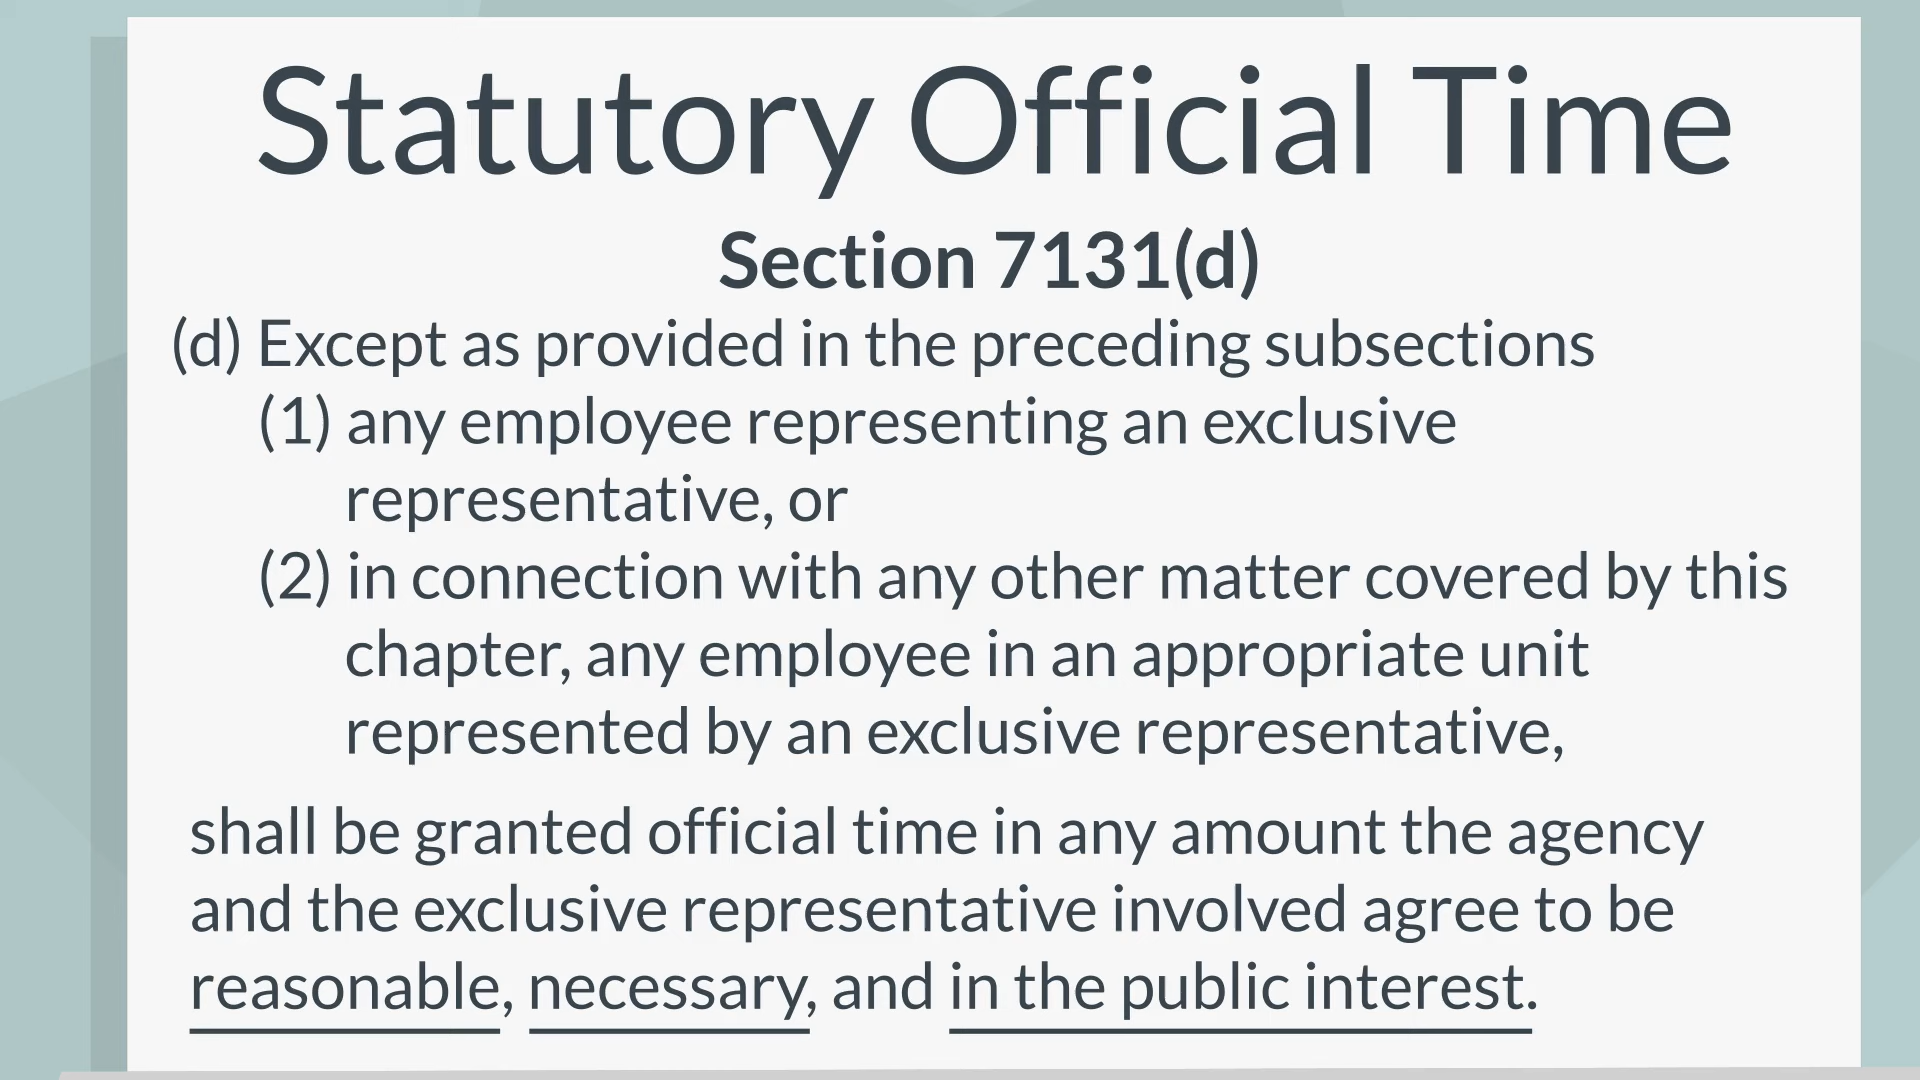 Statutory Official Time
Section 7131(d)
(d) Except as provided in the preceding subsections
(1) any employee representing an exclusive
representative, or
(2) in connection with any other matter covered by this
chapter, any employee in an appropriate unit
represented by an exclusive representative,
shall be granted official time in any amount the agency
and the exclusive representative involved agree to be
reasonable, necessary, and in the public interest.